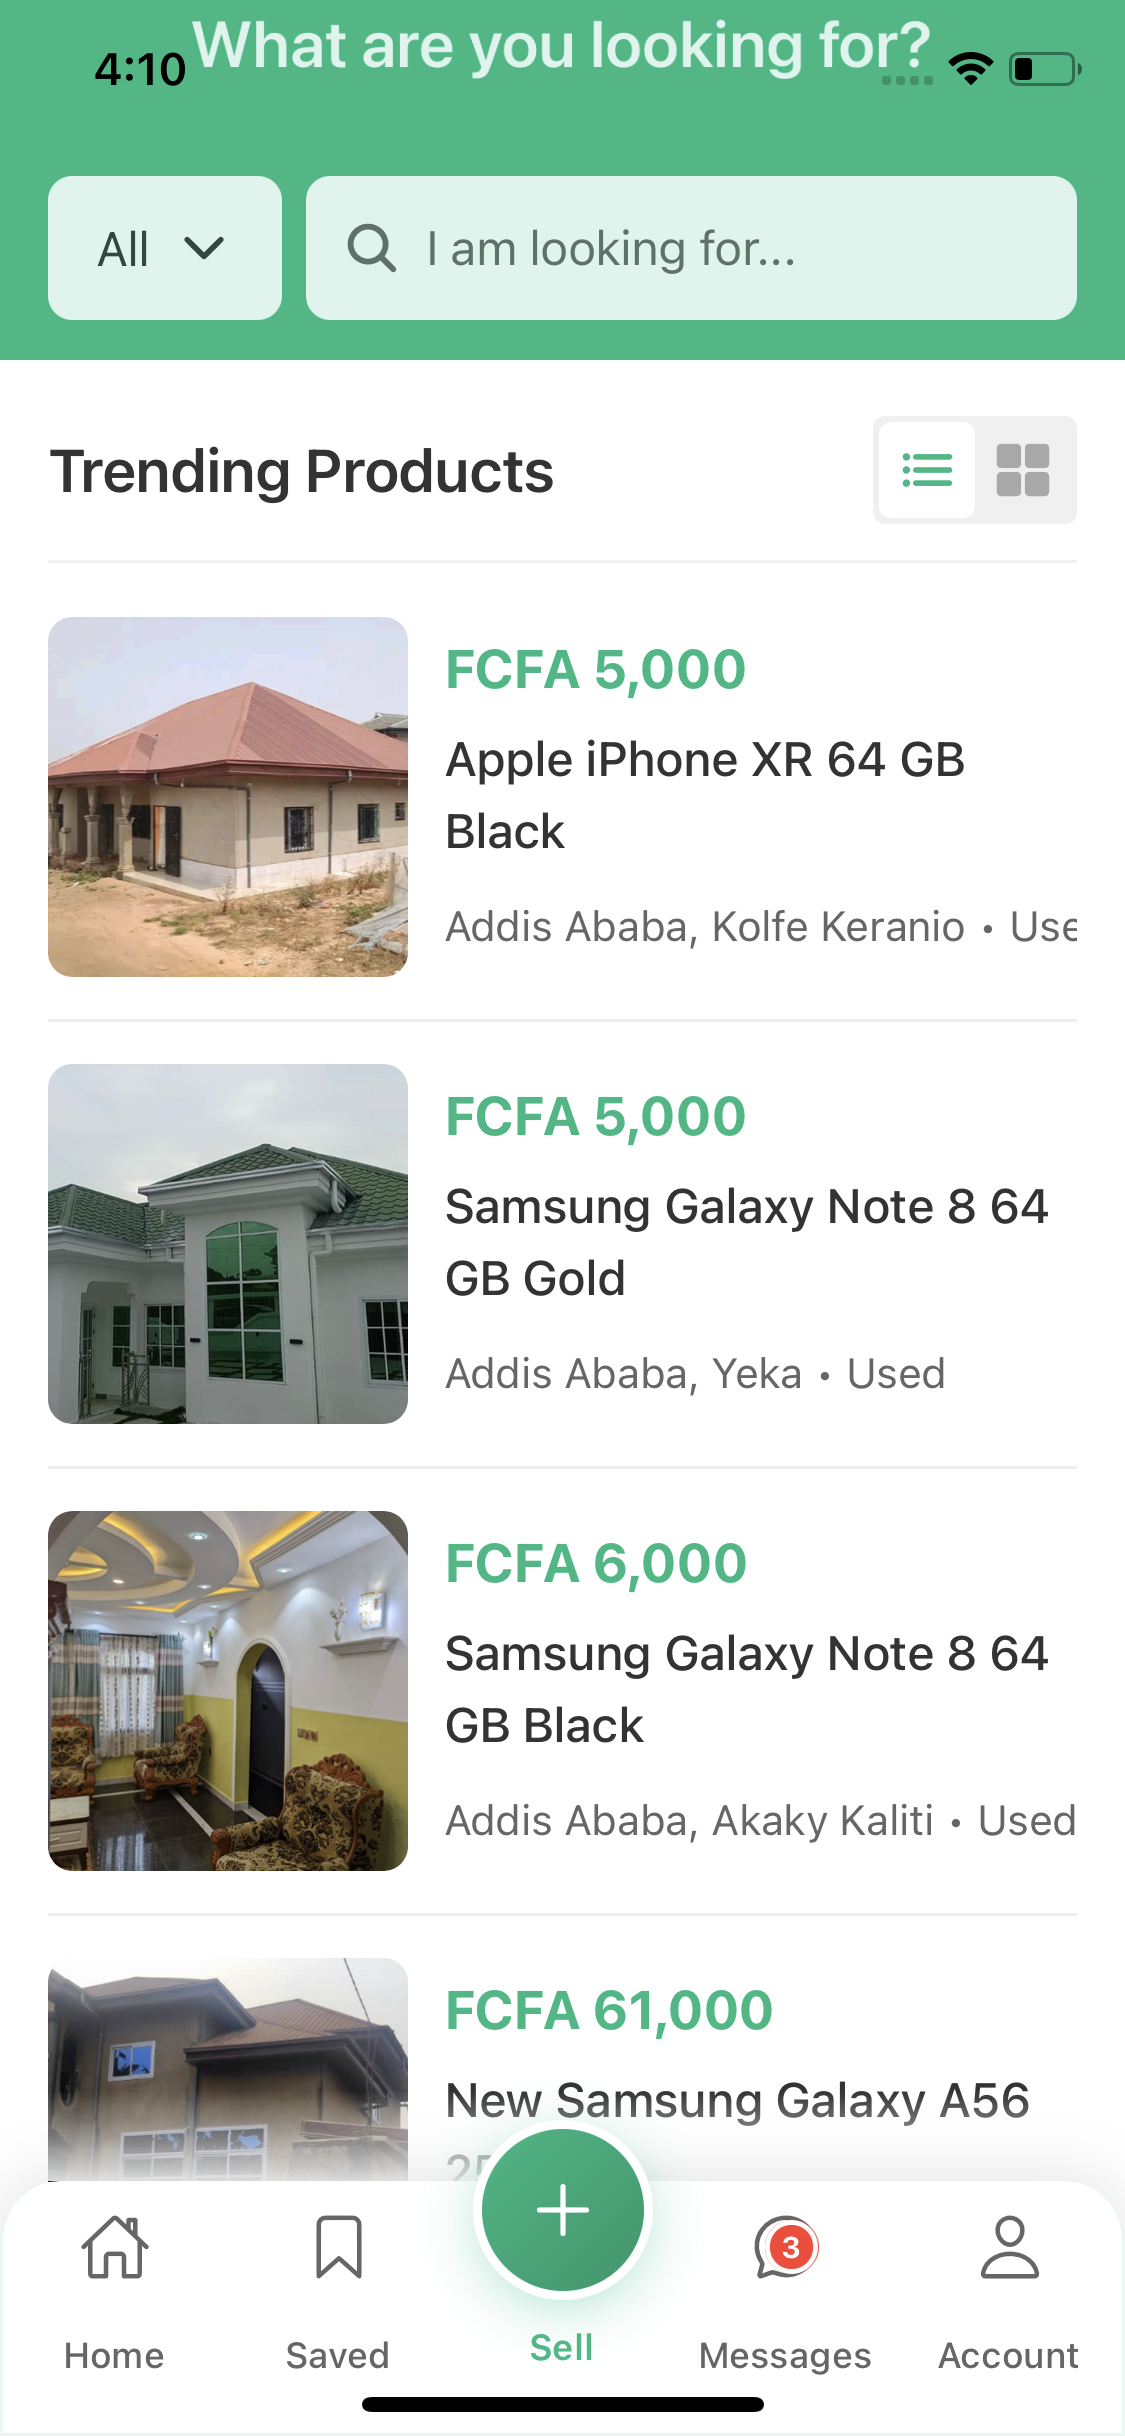 What are you looking for?
4:10
All
I am looking for...
Trending Products
FCFA 5,000
Apple iPhone XR 64 GB
Black
Addis Ababa, Kolfe Keranio • Use
FCFA 5,000
Samsung Galaxy Note 8 64
GB Gold
Addis Ababa, Yeka • Used
FCFA 6,000
Samsung Galaxy Note 8 64
GB Black
Addis Ababa, Akaky Kaliti • Used
FCFA 61,000
New Samsung Galaxy A56
3
Home
Saved
Sell
Messages
Account